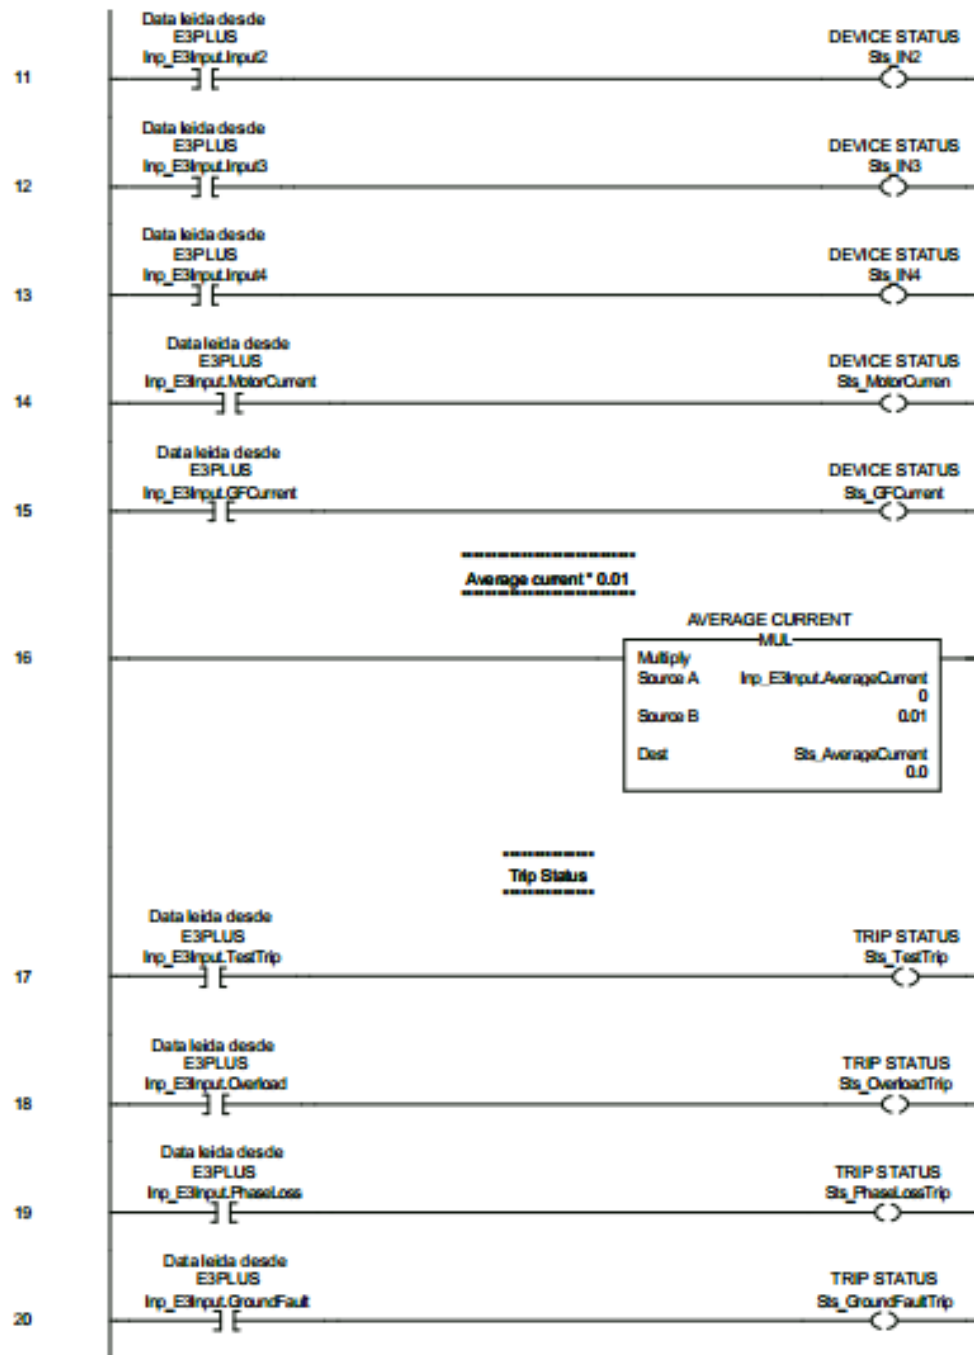 Data leida desde
E3PLUS
Inp_E3Input.Input2
DEVICE STATUS
Sts_IN2
11
Data leida desde
E3PLUS
Inp_E3Input.Input3
DEVICE STATUS
Sts_IN3
12
Data leida desde
E3PLUS
Inp_E3Input.Input4
DEVICE STATUS
Sts_IN4
13
Data leida desde
E3PLUS
Inp_E3Input.MotorCurrent
DEVICE STATUS
Sts_MotorCurren
14
Data leida desde
E3PLUS
Inp_E3Input.GFCurrent
DEVICE STATUS
Sts_GFCurrent
15
Average current * 0.01
AVERAGE CURRENT
MUL
16
Multiply
Source A Inp_E3Input.AverageCurrent
0
Source B 0.01
Dest Sts_AverageCurrent
0.0
Trip Status
Data leida desde
E3PLUS
Inp_E3Input.TestTrip
TRIP STATUS
Sts_TestTrip
17
Data leida desde
E3PLUS
Inp_E3Input.Overload
TRIP STATUS
Sts_OverloadTrip
18
Data leida desde
E3PLUS
Inp_E3Input.PhaseLoss
TRIP STATUS
Sts_PhaseLossTrip
19
Data leida desde
E3PLUS
Inp_E3Input.GroundFault
TRIP STATUS
Sts_GroundFaultTrip
20